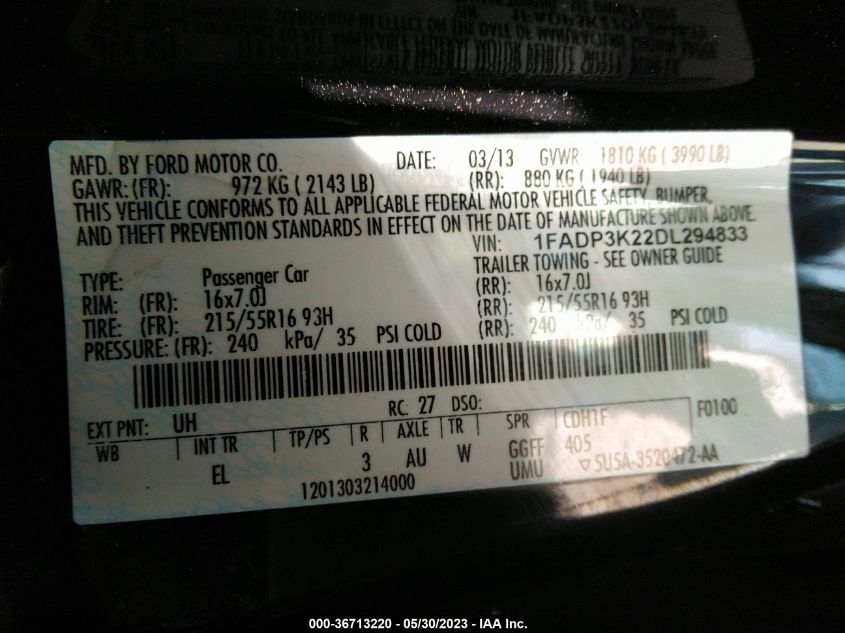 MFD. BY FORD MOTOR CO. DATE: 03/13 GVWR 1810 KG ( 3990 LB)
GAWR: (FR): 972 KG ( 2143 LB) (RR): 880 KG ( 1940 LB)
THIS VEHICLE CONFORMS TO ALL APPLICABLE FEDERAL MOTOR VEHICLE SAFETY, BUMPER,
AND THEFT PREVENTION STANDARDS IN EFFECT ON THE DATE OF MANUFACTURE SHOWN ABOVE.
VIN: 1FADP3K22DL294833
TYPE: Passenger Car TRAILER TOWING - SEE OWNER GUIDE
RIM: (FR): 16x7.0J (RR): 16x7.0J
TIRE: (FR): 215/55R16 93H (RR): 215/55R16 93H
PRESSURE: (FR): 240 kPa/ 35 PSI COLD (RR): 240 kPa/ 35 PSI COLD
EXT PNT: UH RC: 27 DSO: F0100
WB INT TR TP/PS R AXLE TR SPR CDH1F
EL 3 AU W GGFF 405
UMU ▽5U5A-3520472-AA
1201303214000
000-36713220 - 05/30/2023 - IAA Inc.